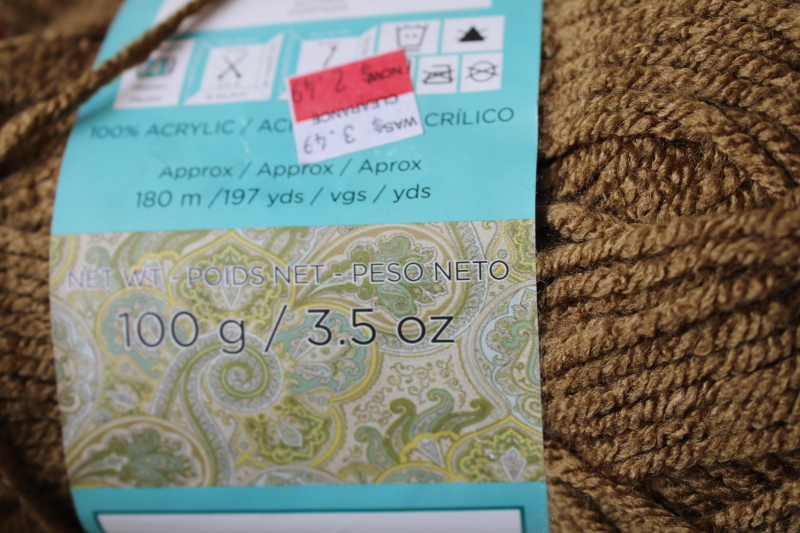 NOW $ 2.49
CLEARANCE
WAS $ 3.49
100% ACRYLIC / CRÍLICO
Approx / Approx / Aprox
180 m /197 yds / vgs / yds
NET WT - POIDS NET - PESO NETO
100 g / 3.5 oz